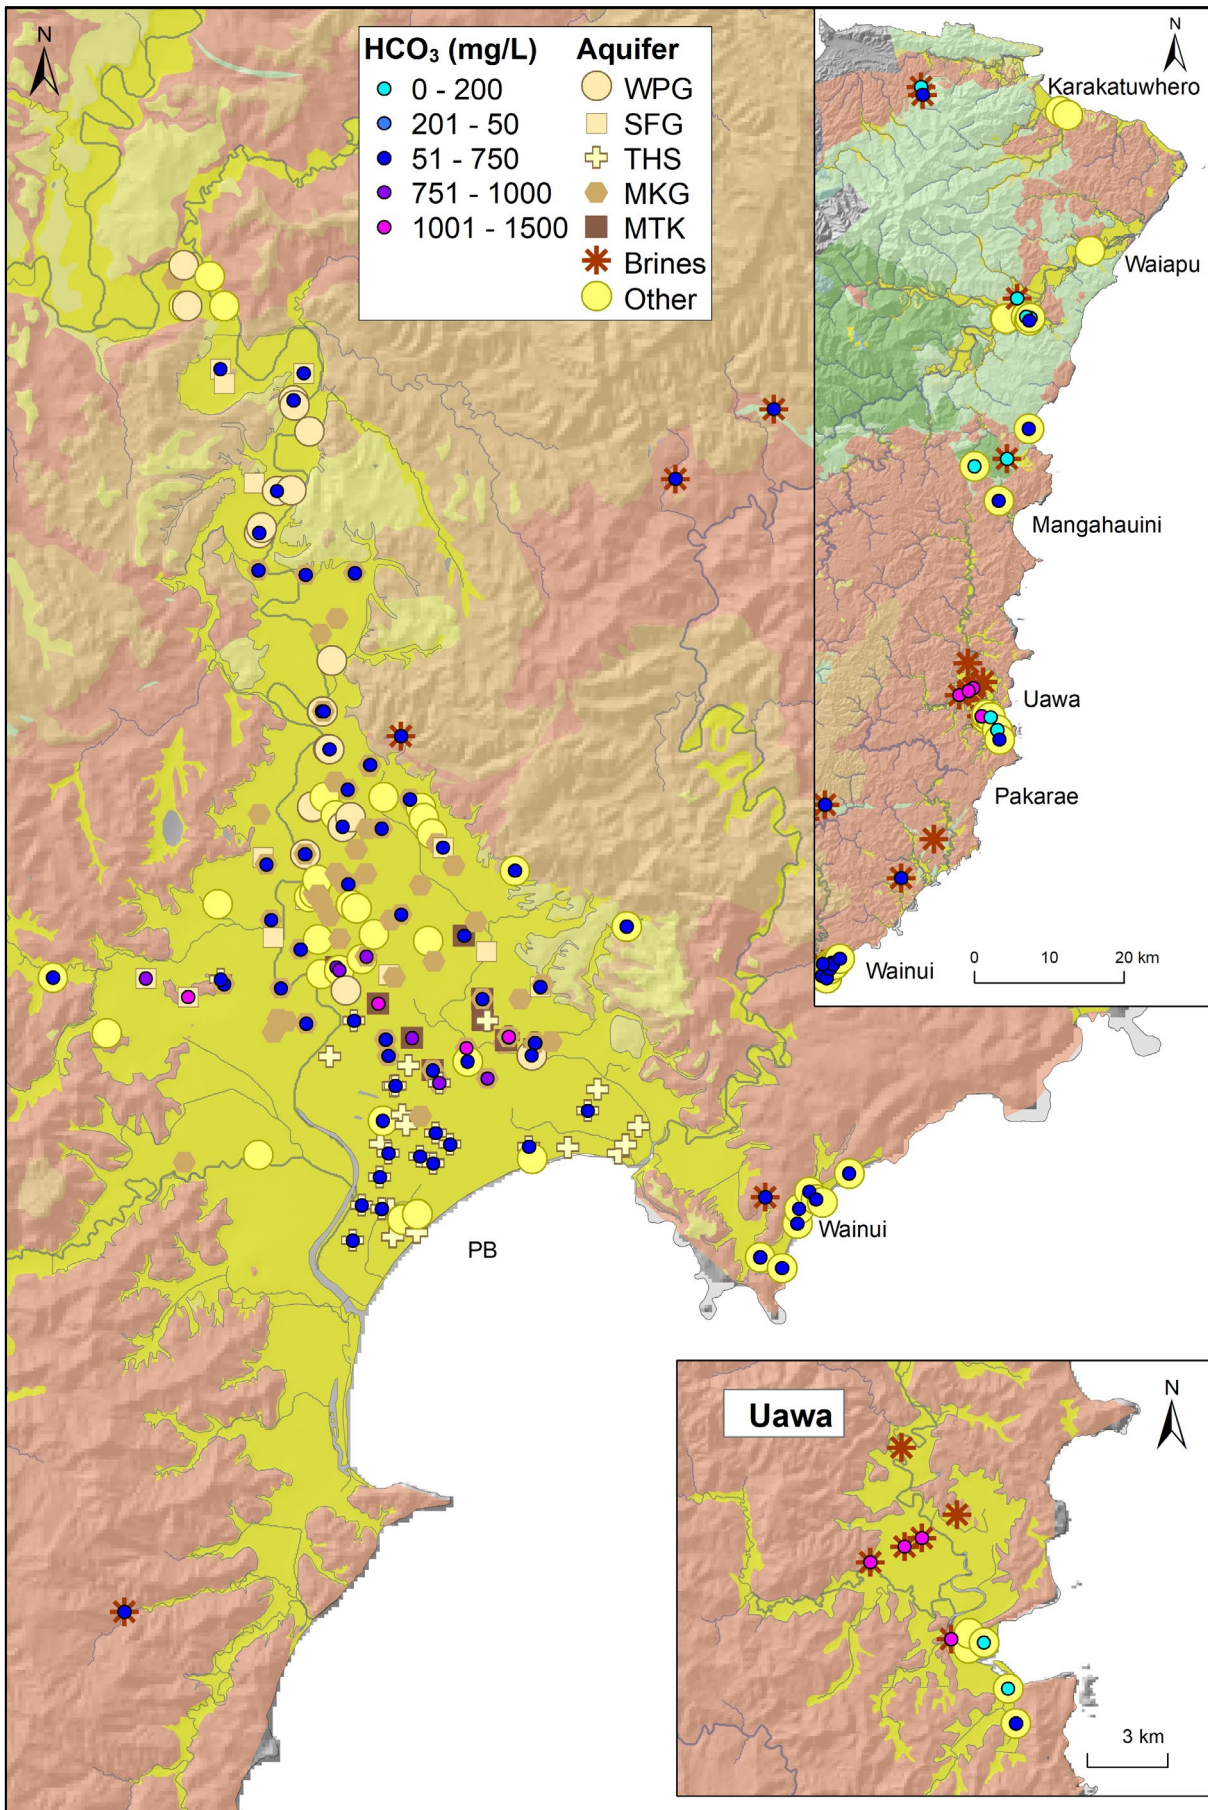 N
HCO₃ (mg/L)
0 - 200
201 - 50
51 - 750
751 - 1000
1001 - 1500
Aquifer
WPG
SFG
THS
MKG
MTK
Brines
Other
N
Karakatuwhero
Waiapu
Mangahauini
Uawa
Pakarae
Wainui
0 10 20 km
Wainui
PB
Uawa
N
3 km